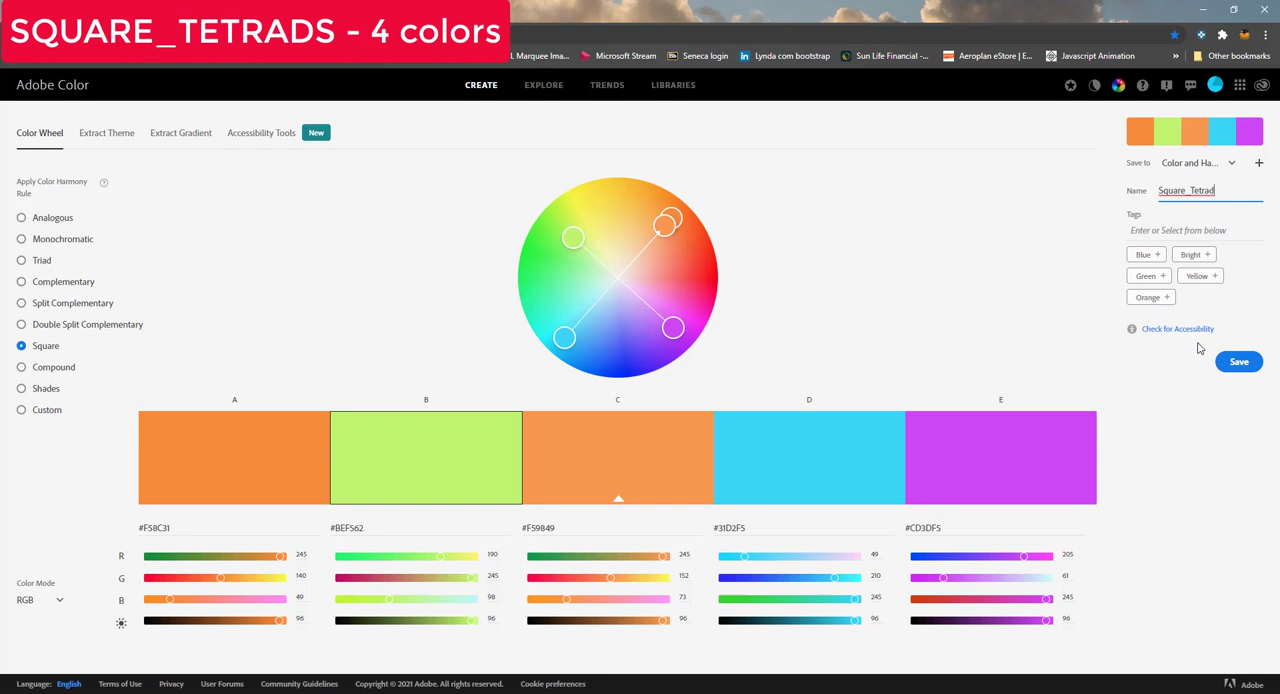 SQUARE_TETRADS - 4 colors
L Marquee Ima...
Microsoft Stream
Seneca login
Lynda com bootstrap
Sun Life Financial -...
Aeroplan eStore | E...
Javascript Animation
»
Other bookmarks
Adobe Color
CREATE
EXPLORE
TRENDS
LIBRARIES
Color Wheel
Extract Theme
Extract Gradient
Accessibility Tools
New
Apply Color Harmony
Rule
Analogous
Monochromatic
Triad
Complementary
Split Complementary
Double Split Complementary
Square
Compound
Shades
Custom
Save to
Color and Ha...
Name
Square_Tetrad
Tags
Enter or Select from below
Blue +
Bright +
Green +
Yellow +
Orange +
Check for Accessibility
Save
A
B
C
D
E
#F58C31
#BEF562
#F59849
#31D2F5
#CD3DF5
R
245
190
245
49
205
G
140
245
152
210
61
B
49
98
73
245
245
96
96
96
96
96
Color Mode
RGB
Language: English
Terms of Use
Privacy
User Forums
Community Guidelines
Copyright © 2021 Adobe. All rights reserved.
Cookie preferences
Adobe